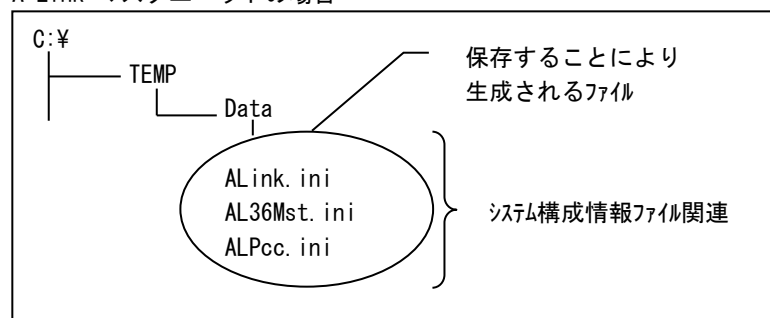 C:¥
TEMP
Data
保存することにより
生成されるﾌｧｲﾙ
ALink.ini
AL36Mst.ini
ALPcc.ini
ｼｽﾃﾑ構成情報ﾌｧｲﾙ関連